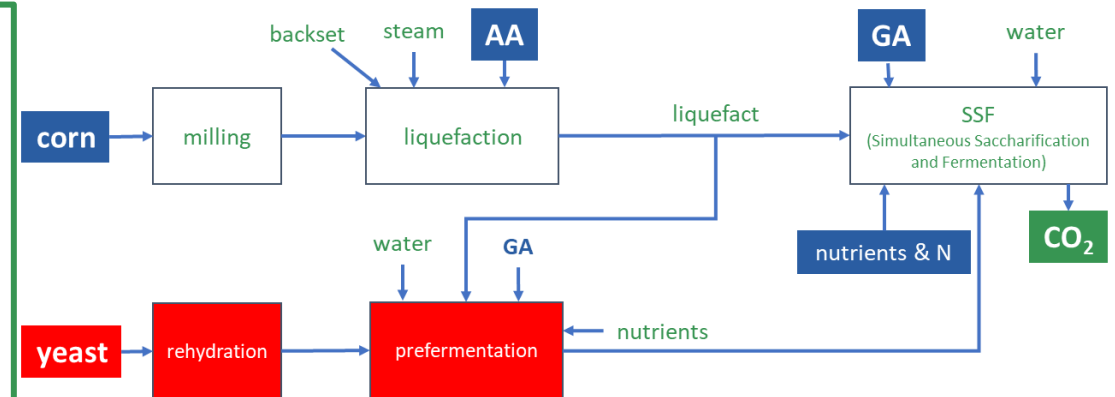 backset
steam
AA
GA
water
corn
milling
liquefaction
liquefact
SSF
(Simultaneous Saccharification
and Fermentation)
water
GA
nutrients & N
CO₂
yeast
rehydration
prefermentation
nutrients